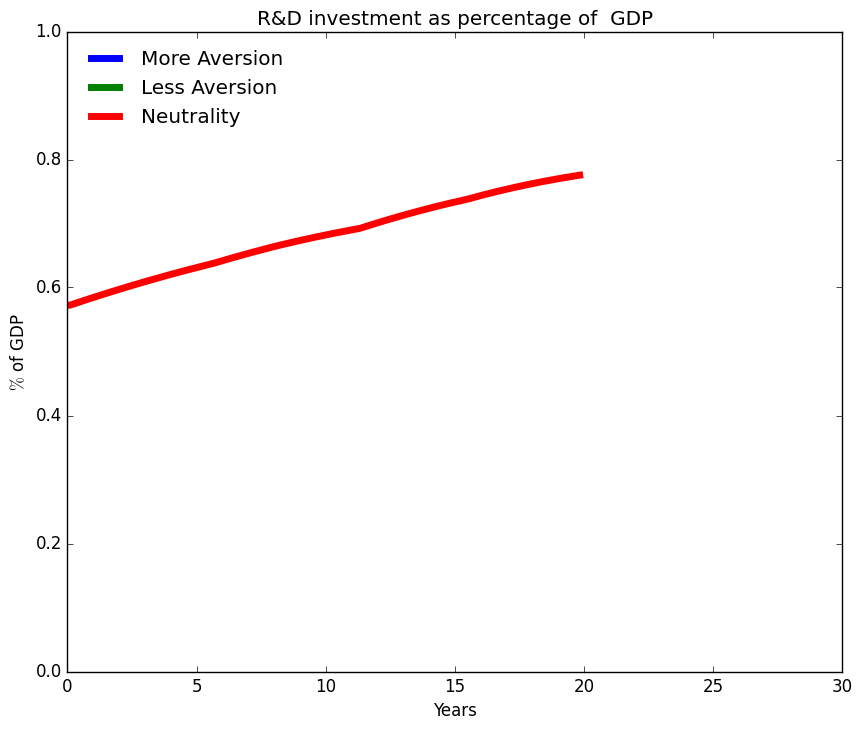 R&D investment as percentage of  GDP
1.0
More Aversion
Less Aversion
Neutrality
0.8
0.6
% of GDP
0.4
0.2
0.0
0 5 10 15 20 25 30
Years